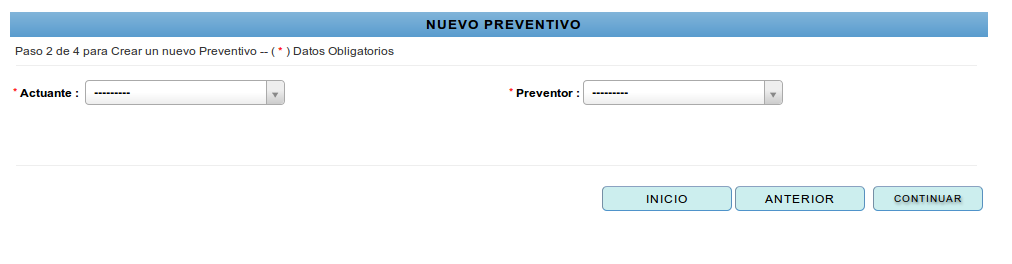 NUEVO PREVENTIVO
Paso 2 de 4 para Crear un nuevo Preventivo -- ( * ) Datos Obligatorios
* Actuante : --------- * Preventor : ---------
INICIO ANTERIOR CONTINUAR